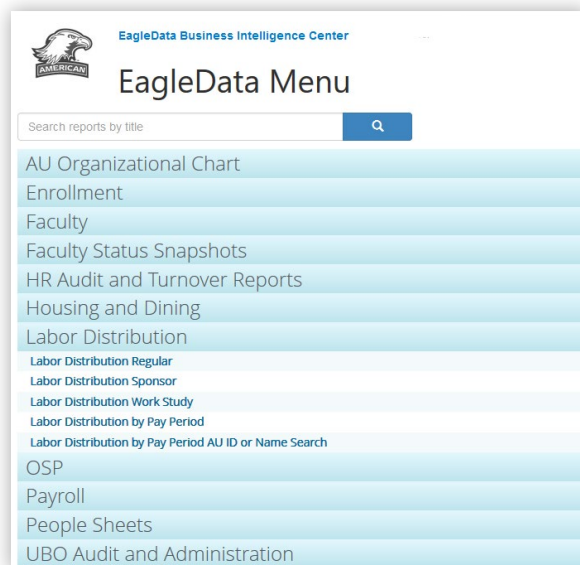 EagleData Business Intelligence Center
AMERICAN
EagleData Menu
Search reports by title
AU Organizational Chart
Enrollment
Faculty
Faculty Status Snapshots
HR Audit and Turnover Reports
Housing and Dining
Labor Distribution
Labor Distribution Regular
Labor Distribution Sponsor
Labor Distribution Work Study
Labor Distribution by Pay Period
Labor Distribution by Pay Period AU ID or Name Search
OSP
Payroll
People Sheets
UBO Audit and Administration